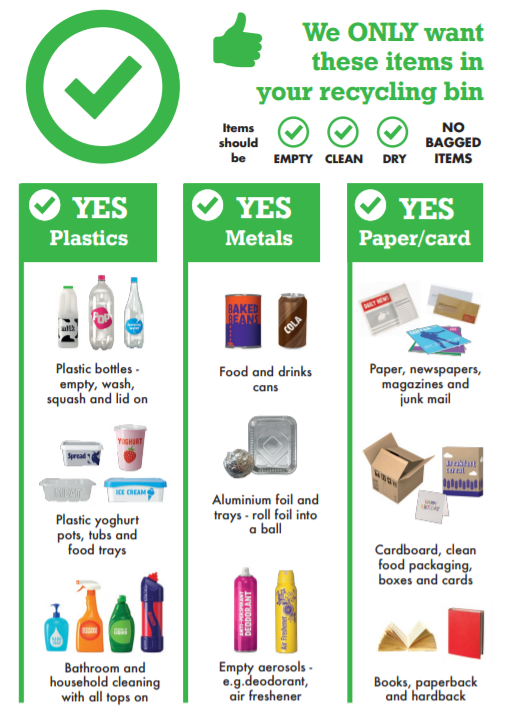 We ONLY want
these items in
your recycling bin
Items
should
be
EMPTY
CLEAN
DRY
NO
BAGGED
ITEMS
YES
Plastics
YES
Metals
YES
Paper/card
milk
POP
Plastic bottles -
empty, wash,
squash and lid on
BAKED
BEANS
COLA
Food and drinks
cans
DAILY NEWS
Paper, newspapers,
magazines and
junk mail
Spread
YOGHURT
ICE CREAM
Plastic yoghurt
pots, tubs and
food trays
Aluminium foil and
trays - roll foil into
a ball
Breakfast
cereal
Cardboard, clean
food packaging,
boxes and cards
Bathroom and
household cleaning
with all tops on
ANTI-PERSPIRANT
DEODORANT
Air Freshener
Empty aerosols -
e.g.deodorant,
air freshener
Books, paperback
and hardback